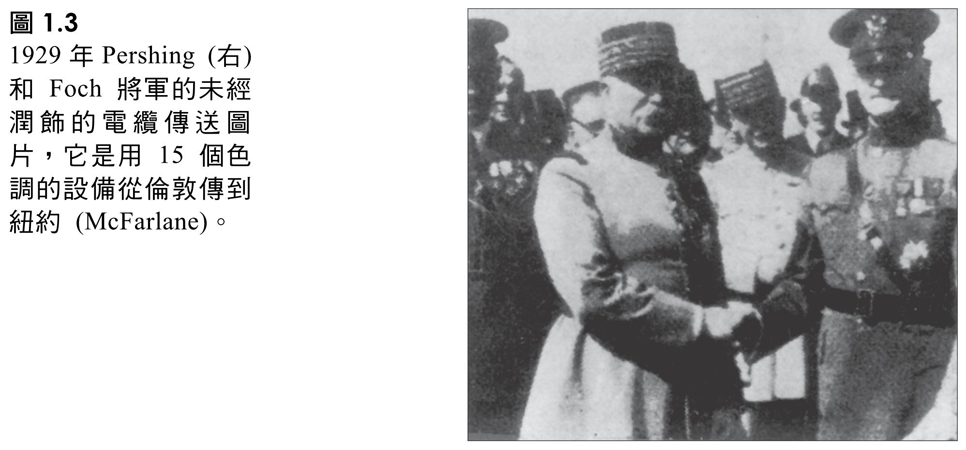 圖 1.3
1929 年 Pershing (右)
和 Foch 將軍的未經
潤飾的電纜傳送圖
片，它是用 15 個色
調的設備從倫敦傳到
紐約 (McFarlane)。